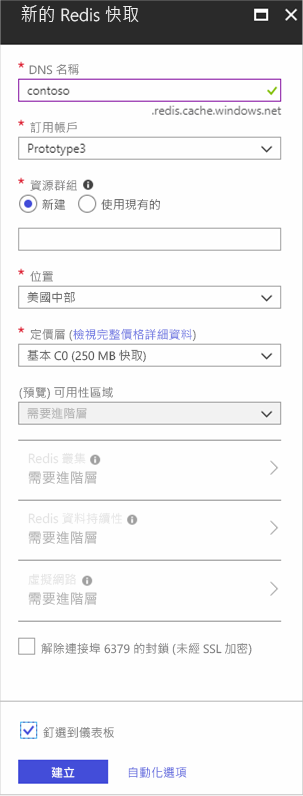 新的 Redis 快取
* DNS 名稱
contoso
.redis.cache.windows.net
* 訂用帳戶
Prototype3
* 資源群組
新建 使用現有的
* 位置
美國中部
* 定價層 (檢視完整價格詳細資料)
基本 C0 (250 MB 快取)
(預覽) 可用性區域
需要進階層
Redis 叢集
需要進階層
Redis 資料持續性
需要進階層
虛擬網路
需要進階層
解除連接埠 6379 的封鎖 (未經 SSL 加密)
釘選到儀表板
建立 自動化選項